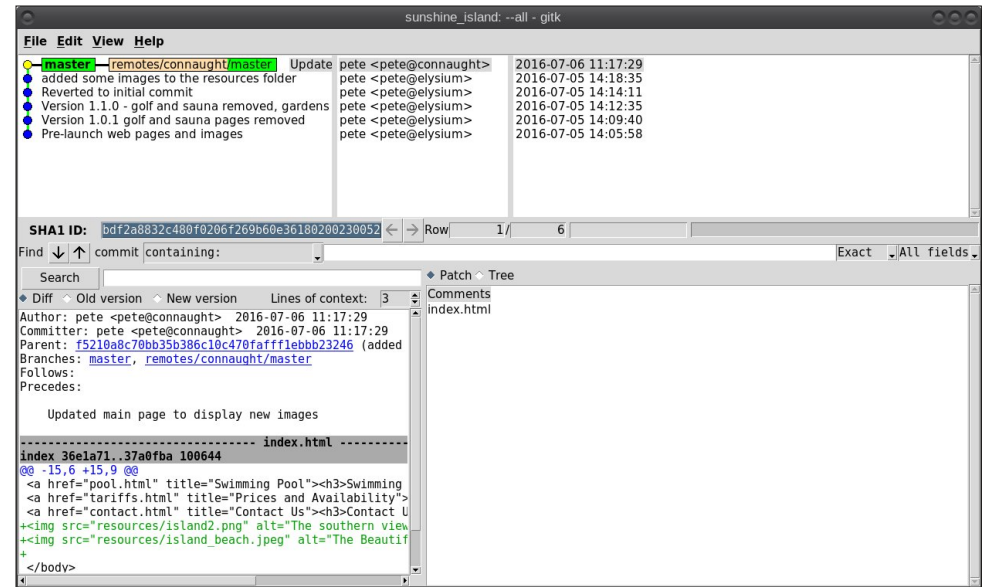 sunshine_island: --all - gitk
File Edit View Help
master remotes/connaught/master Update pete <pete@connaught> 2016-07-06 11:17:29
added some images to the resources folder pete <pete@elysium> 2016-07-05 14:18:35
Reverted to initial commit pete <pete@elysium> 2016-07-05 14:14:11
Version 1.1.0 - golf and sauna removed, gardens pete <pete@elysium> 2016-07-05 14:12:35
Version 1.0.1 golf and sauna pages removed pete <pete@elysium> 2016-07-05 14:09:40
Pre-launch web pages and images pete <pete@elysium> 2016-07-05 14:05:58
SHA1 ID: bdf2a8832c480f0206f269b60e36180200230052 Row 1/ 6
Find commit containing: Exact All fields
Search Patch Tree
Diff Old version New version Lines of context: 3
Comments
index.html
Author: pete <pete@connaught> 2016-07-06 11:17:29
Committer: pete <pete@connaught> 2016-07-06 11:17:29
Parent: f5210a8c70bb35b386c10c470fafff1ebbb23246 (added
Branches: master, remotes/connaught/master
Follows:
Precedes:
Updated main page to display new images
-------------------------------- index.html ----------
index 36e1a71..37a0fba 100644
@@ -15,6 +15,9 @@
<a href="pool.html" title="Swimming Pool"><h3>Swimming
<a href="tariffs.html" title="Prices and Availability">
<a href="contact.html" title="Contact Us"><h3>Contact U
+<img src="resources/island2.png" alt="The southern view
+<img src="resources/island_beach.jpeg" alt="The Beautif
+
</body>